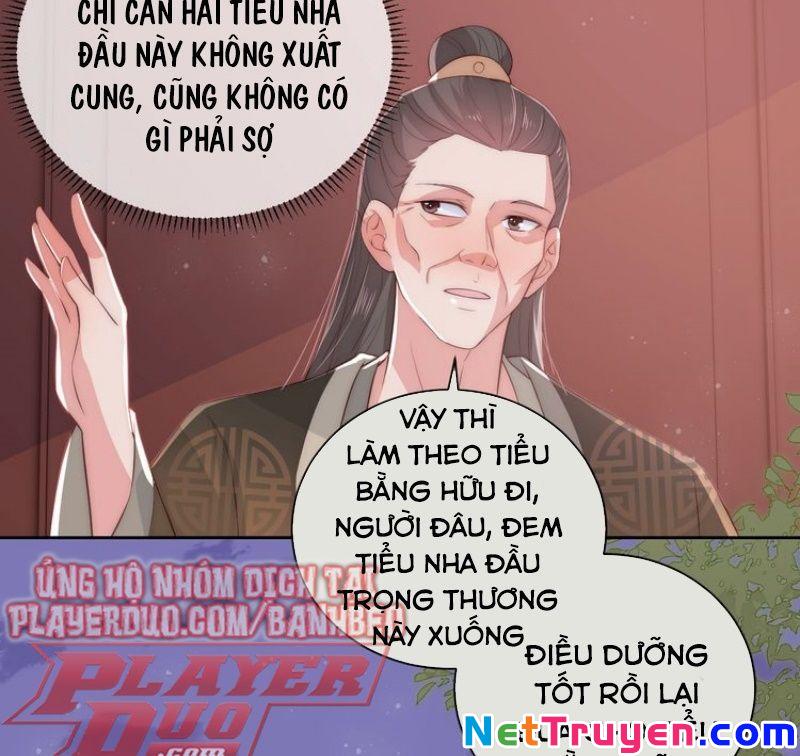 CHỈ CẦN HAI TIỂU NHA
ĐẦU NÀY KHÔNG XUẤT
CUNG, CŨNG KHÔNG CÓ
GÌ PHẢI SỢ
VẬY THÌ
LÀM THEO TIỂU
BẰNG HỮU ĐI,
NGƯỜI ĐÂU, ĐEM
TIỂU NHA ĐẦU
TRỌNG THƯƠNG
NÀY XUỐNG
ĐIỀU DƯỠNG
TỐT RỒI LẠI
ỦNG HỘ NHÓM DỊCH TẠI
PLAYERDUO.COM/BANHBEO
PLAYER
DUO
.com
NetTruyen.com